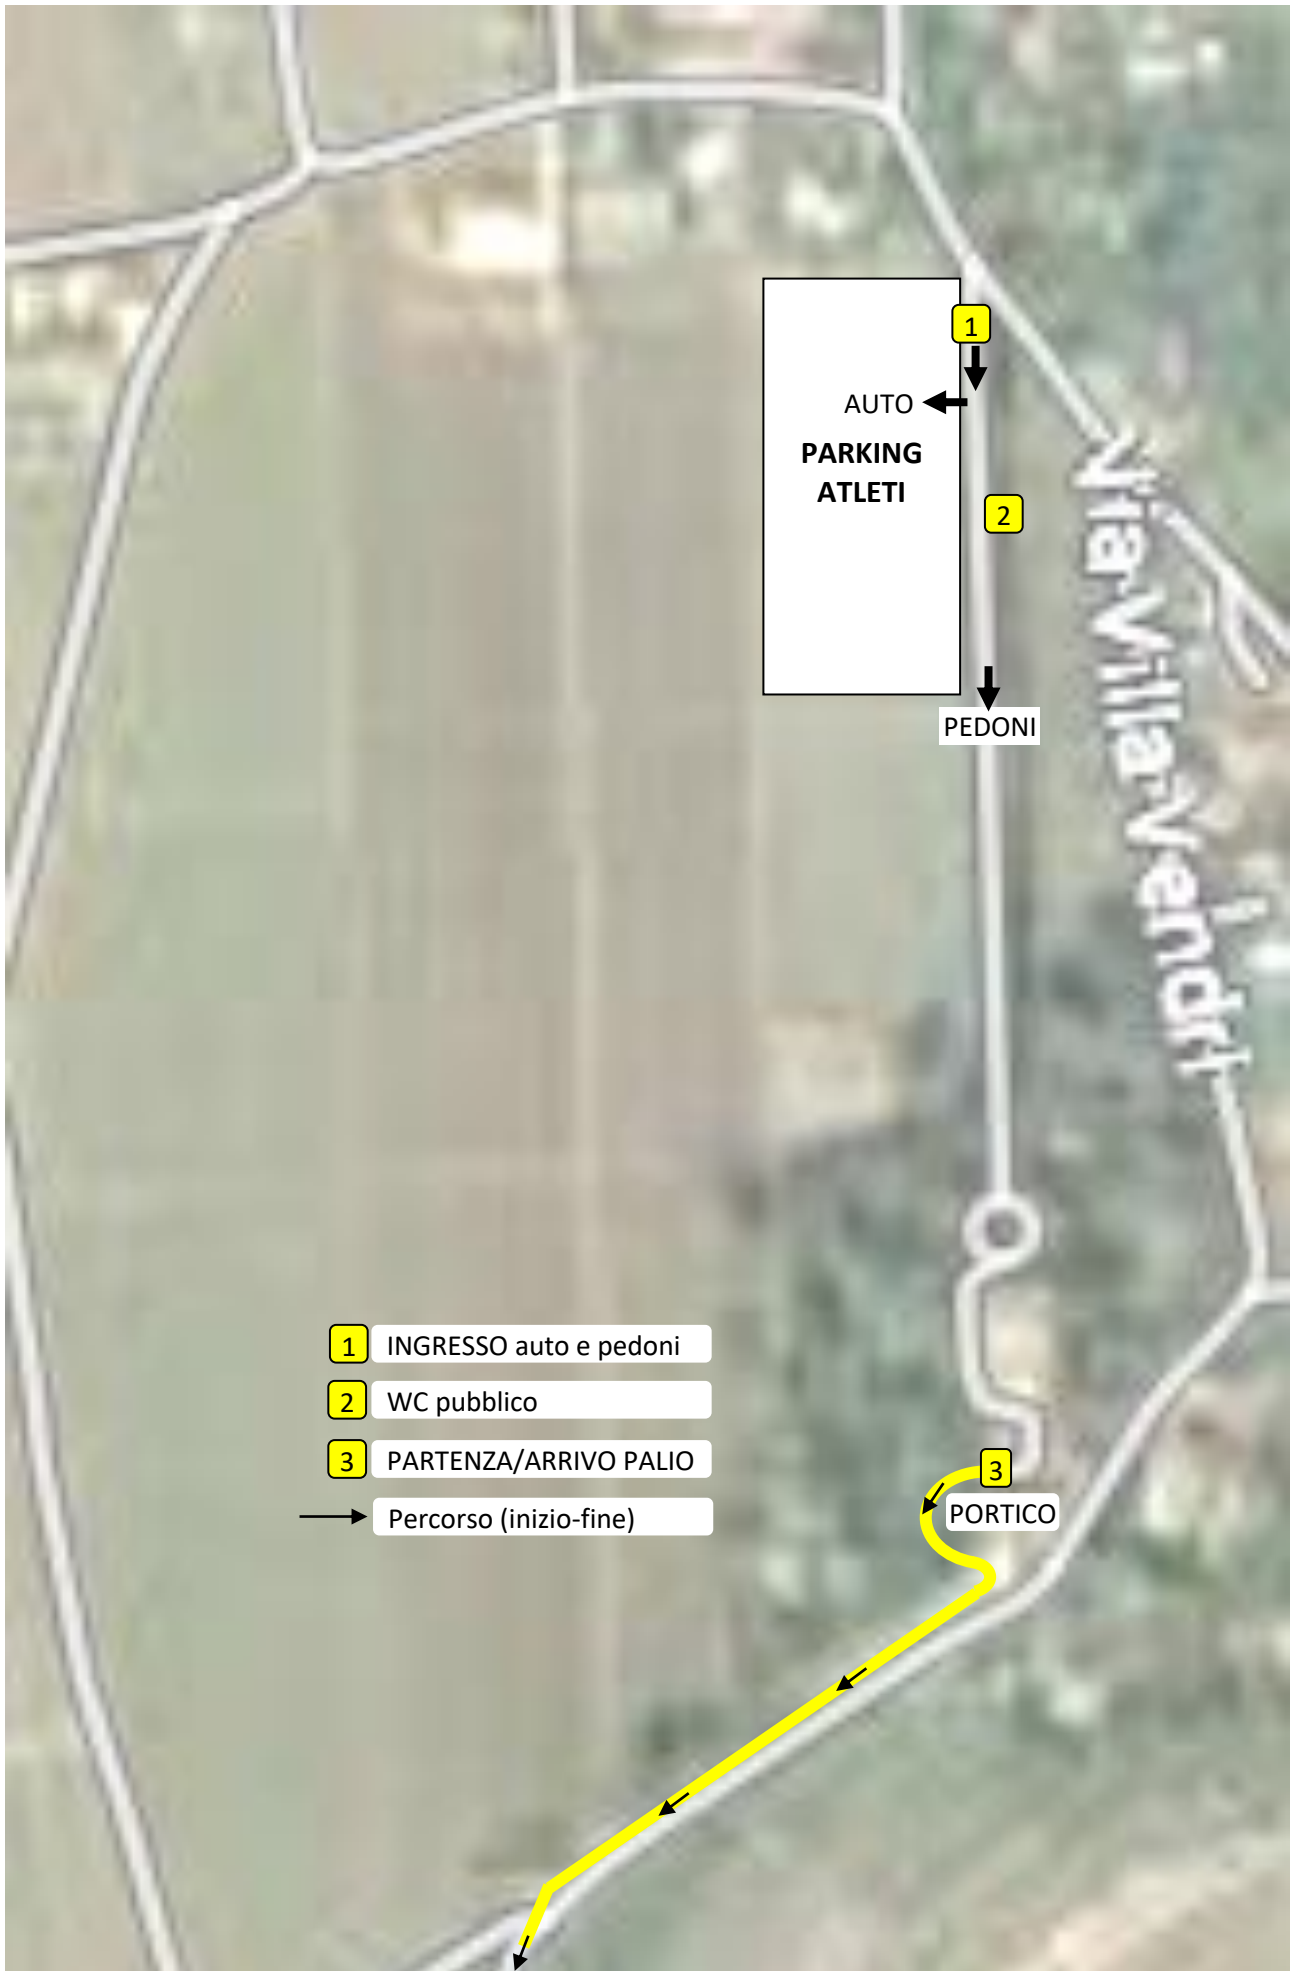 1
AUTO
PARKING
ATLETI
2
Via Villa Vendri
PEDONI
1 INGRESSO auto e pedoni
2 WC pubblico
3 PARTENZA/ARRIVO PALIO
Percorso (inizio-fine)
3
PORTICO